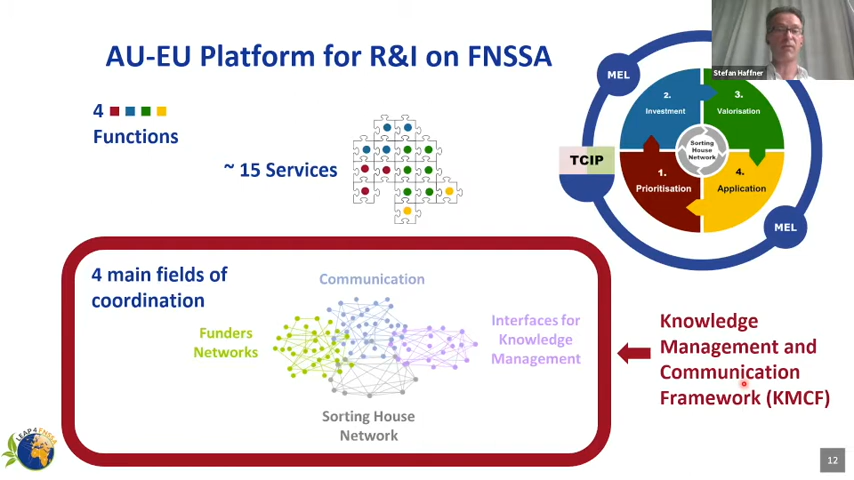 AU-EU Platform for R&I on FNSSA
Stefan Haffner
4
Functions
~ 15 Services
MEL
2.
Investment
3.
Valorisation
Sorting
House
Network
TCIP
1.
Prioritisation
4.
Application
MEL
4 main fields of
coordination
Communication
Funders
Networks
Interfaces for
Knowledge
Management
Sorting House
Network
Knowledge
Management and
Communication
Framework (KMCF)
LEAP4FNSSA
12